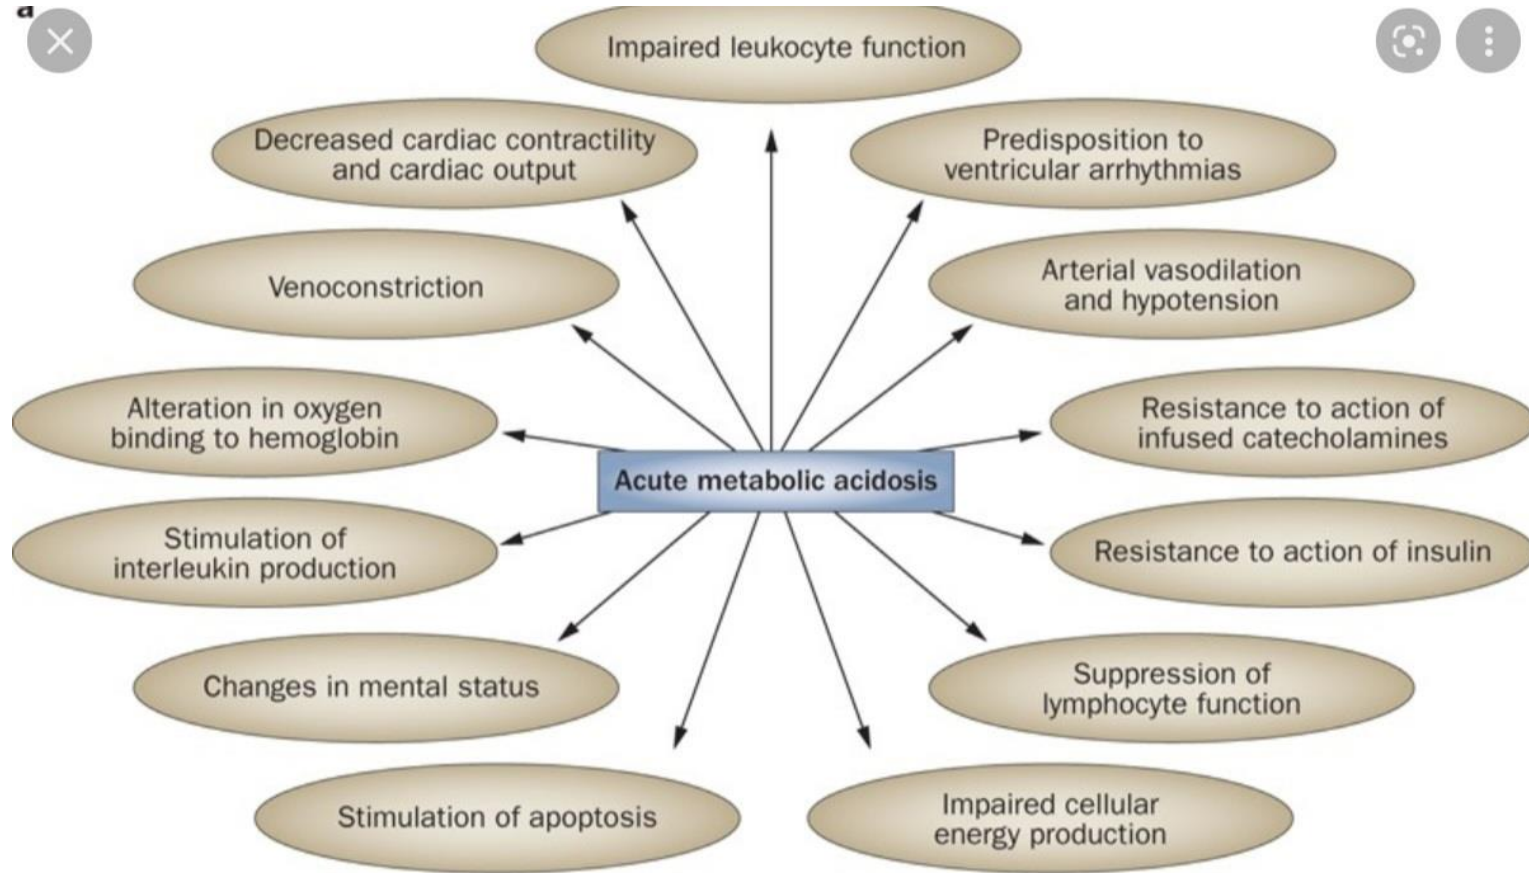 a
Impaired leukocyte function
Decreased cardiac contractility
and cardiac output
Predisposition to
ventricular arrhythmias
Venoconstriction
Arterial vasodilation
and hypotension
Alteration in oxygen
binding to hemoglobin
Resistance to action of
infused catecholamines
Acute metabolic acidosis
Stimulation of
interleukin production
Resistance to action of insulin
Changes in mental status
Suppression of
lymphocyte function
Stimulation of apoptosis
Impaired cellular
energy production